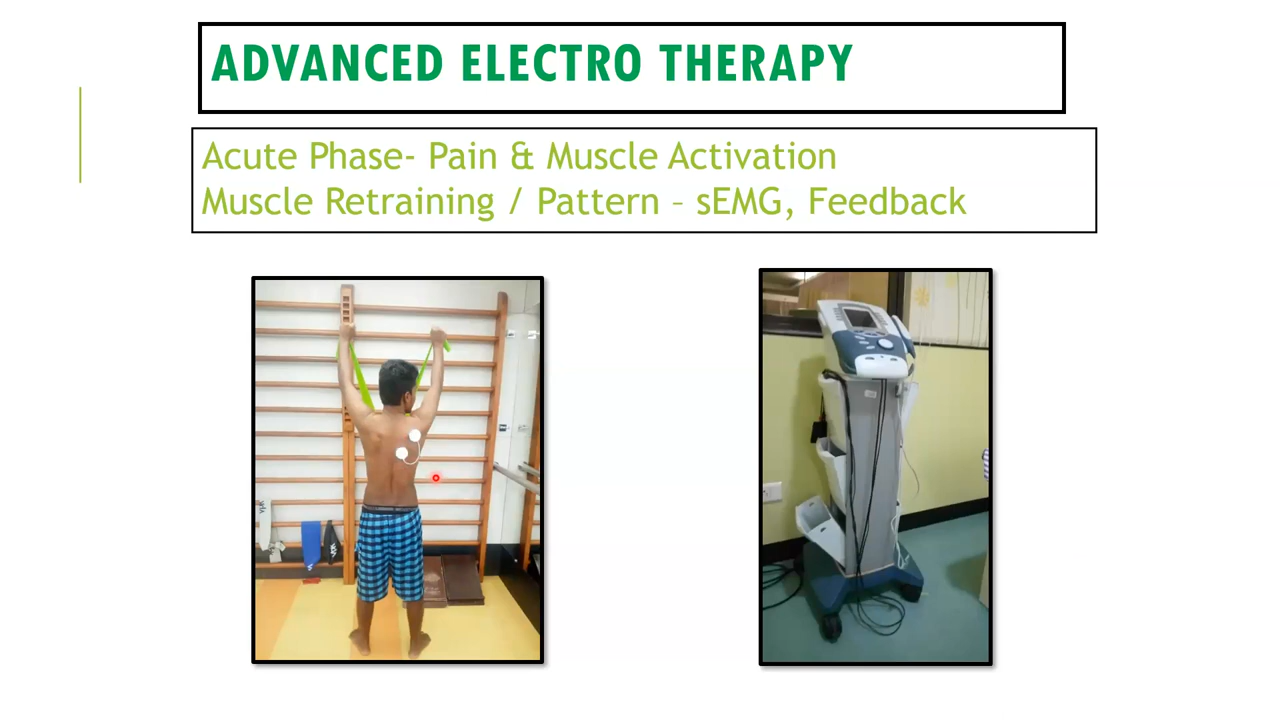 ADVANCED ELECTRO THERAPY
Acute Phase- Pain & Muscle Activation
Muscle Retraining / Pattern – sEMG, Feedback